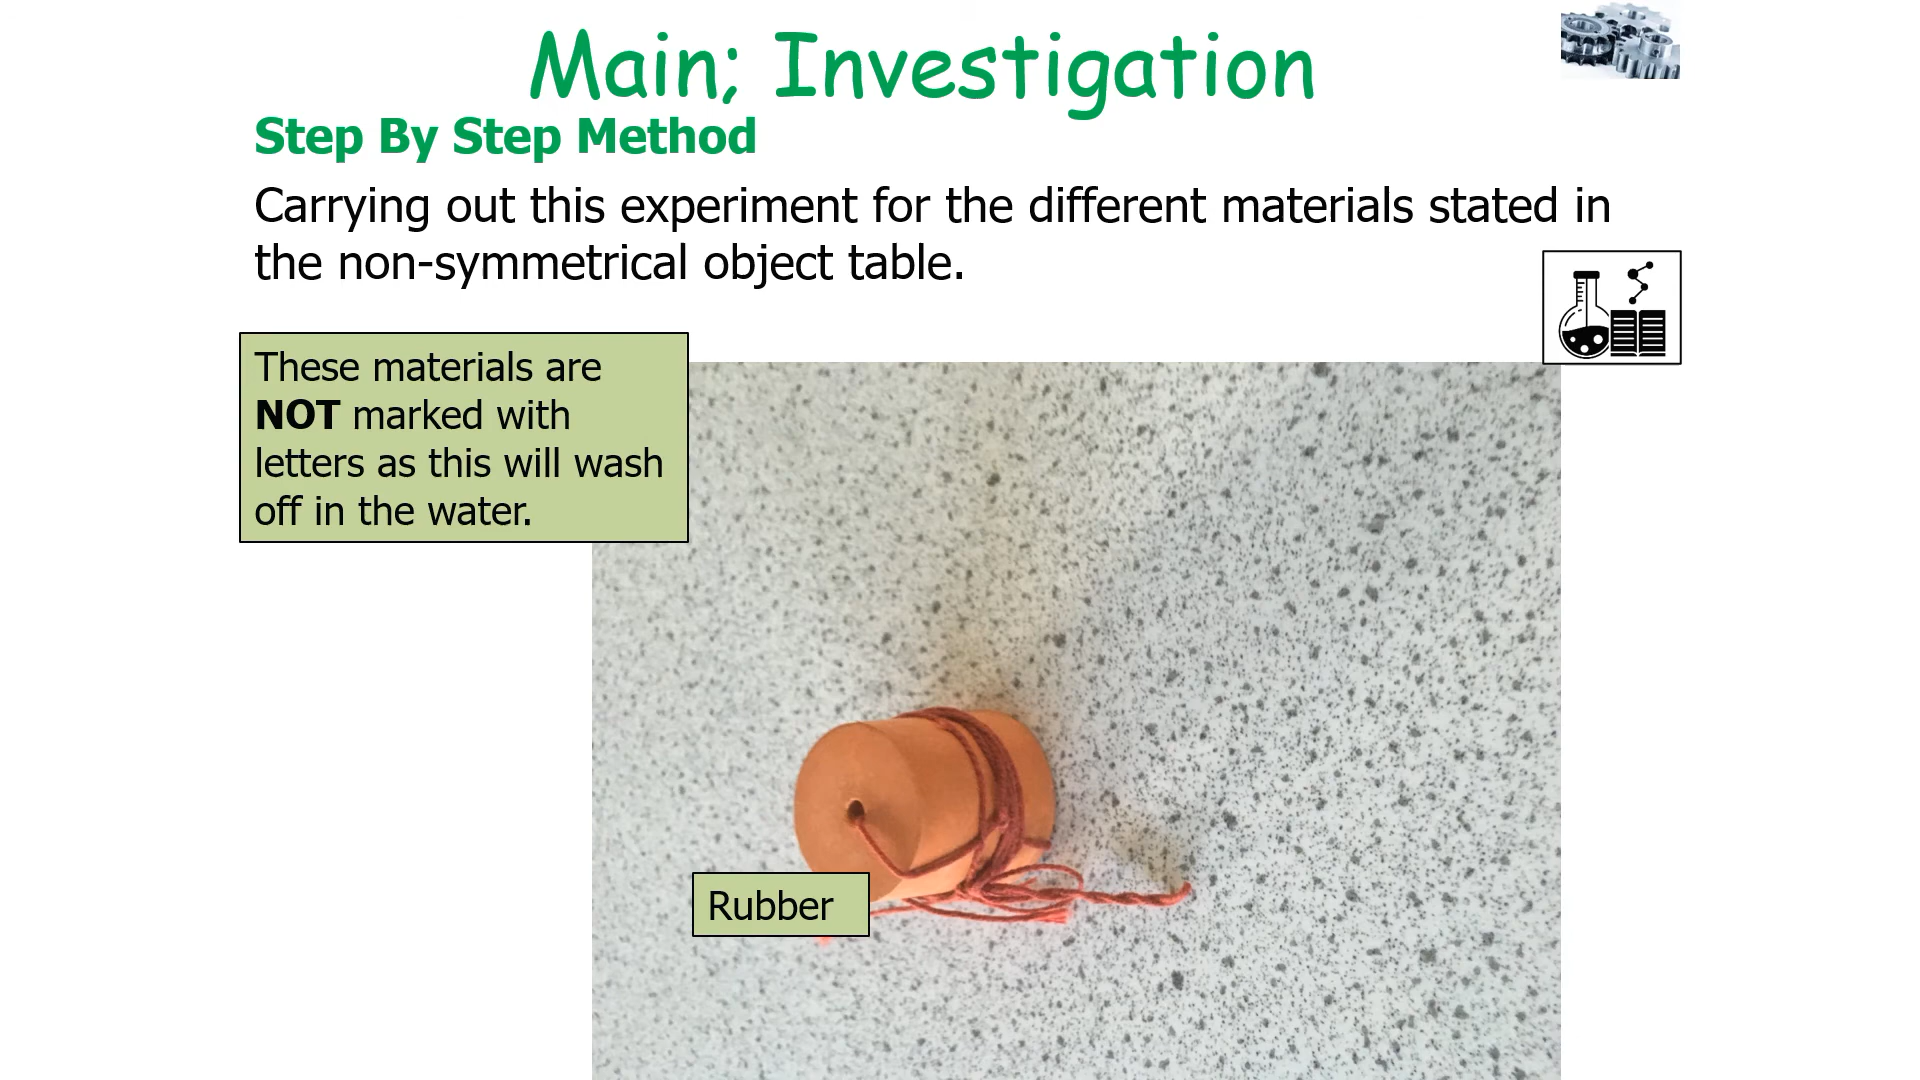 Main; Investigation
Step By Step Method
Carrying out this experiment for the different materials stated in
the non-symmetrical object table.
These materials are
NOT marked with
letters as this will wash
off in the water.
Rubber